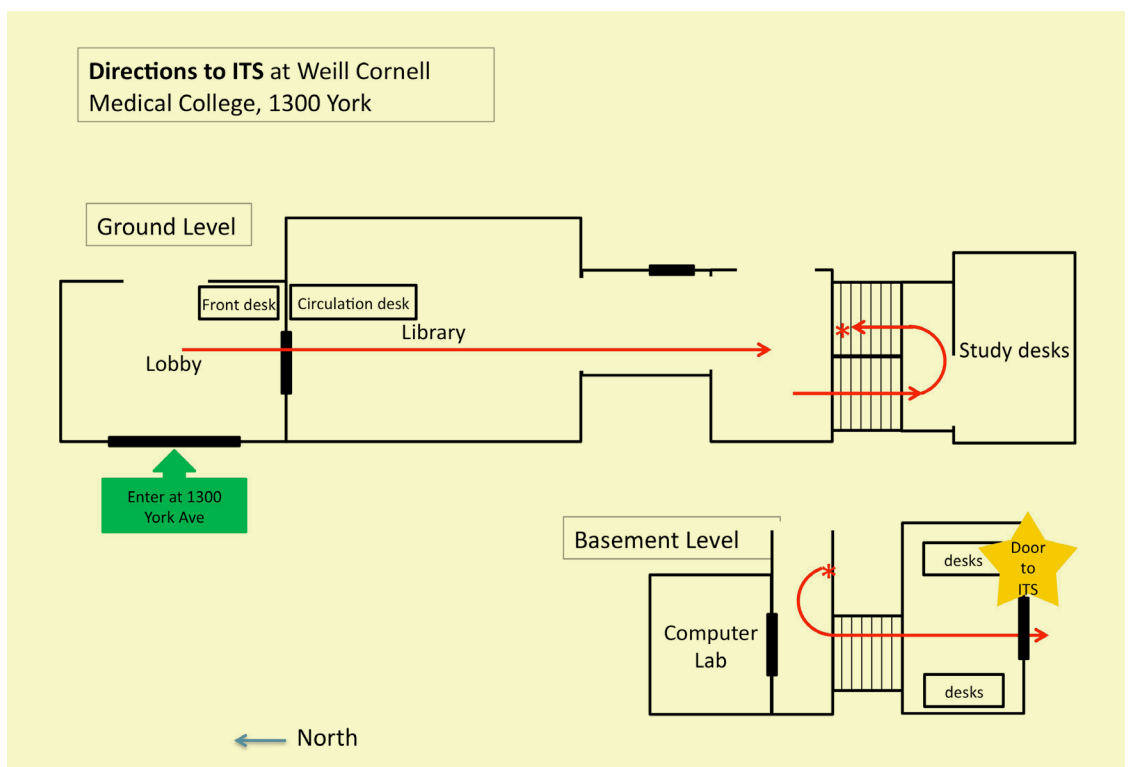 Directions to ITS at Weill Cornell
Medical College, 1300 York
Ground Level
Front desk
Circulation desk
Library
Lobby
Study desks
Enter at 1300
York Ave
Basement Level
desks
Door
to
ITS
Computer
Lab
desks
North
*
*